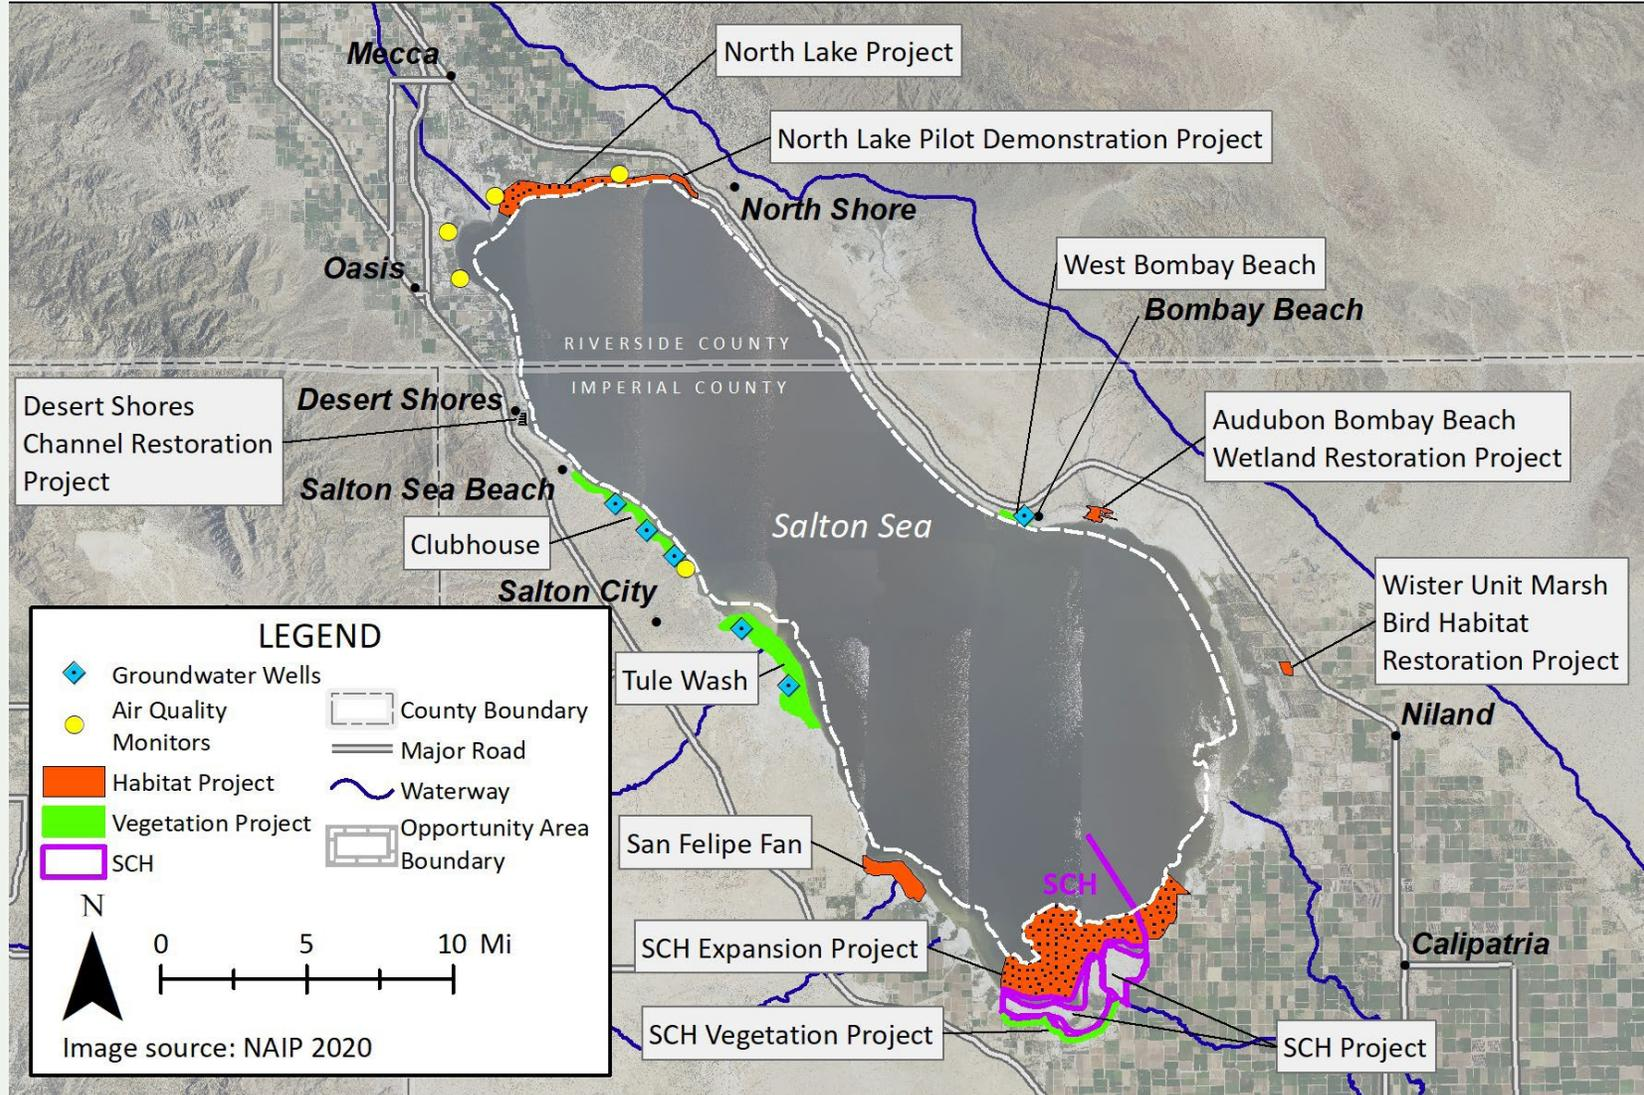 Mecca
North Lake Project
North Lake Pilot Demonstration Project
North Shore
Oasis
West Bombay Beach
Bombay Beach
RIVERSIDE COUNTY
IMPERIAL COUNTY
Desert Shores
Desert Shores
Channel Restoration
Project
Audubon Bombay Beach
Wetland Restoration Project
Salton Sea Beach
Salton Sea
Clubhouse
Salton City
Wister Unit Marsh
Bird Habitat
Restoration Project
Tule Wash
Niland
San Felipe Fan
SCH
SCH Expansion Project
Calipatria
SCH Vegetation Project
SCH Project
LEGEND
Groundwater Wells
Air Quality
Monitors
Habitat Project
Vegetation Project
SCH
County Boundary
Major Road
Waterway
Opportunity Area
Boundary
N
0 5 10 Mi
Image source: NAIP 2020